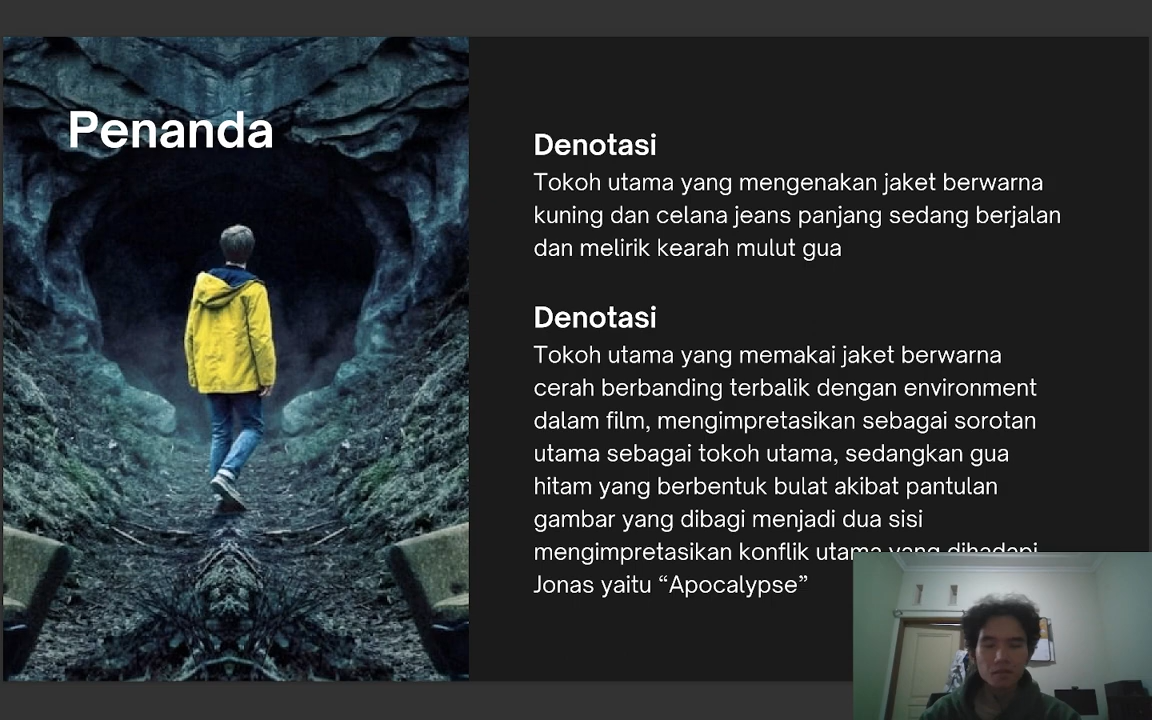 Penanda
Denotasi
Tokoh utama yang mengenakan jaket berwarna
kuning dan celana jeans panjang sedang berjalan
dan melirik kearah mulut gua
Denotasi
Tokoh utama yang memakai jaket berwarna
cerah berbanding terbalik dengan environment
dalam film, mengimpretasikan sebagai sorotan
utama sebagai tokoh utama, sedangkan gua
hitam yang berbentuk bulat akibat pantulan
gambar yang dibagi menjadi dua sisi
mengimpretasikan konflik utama yang dihadapi
Jonas yaitu “Apocalypse”